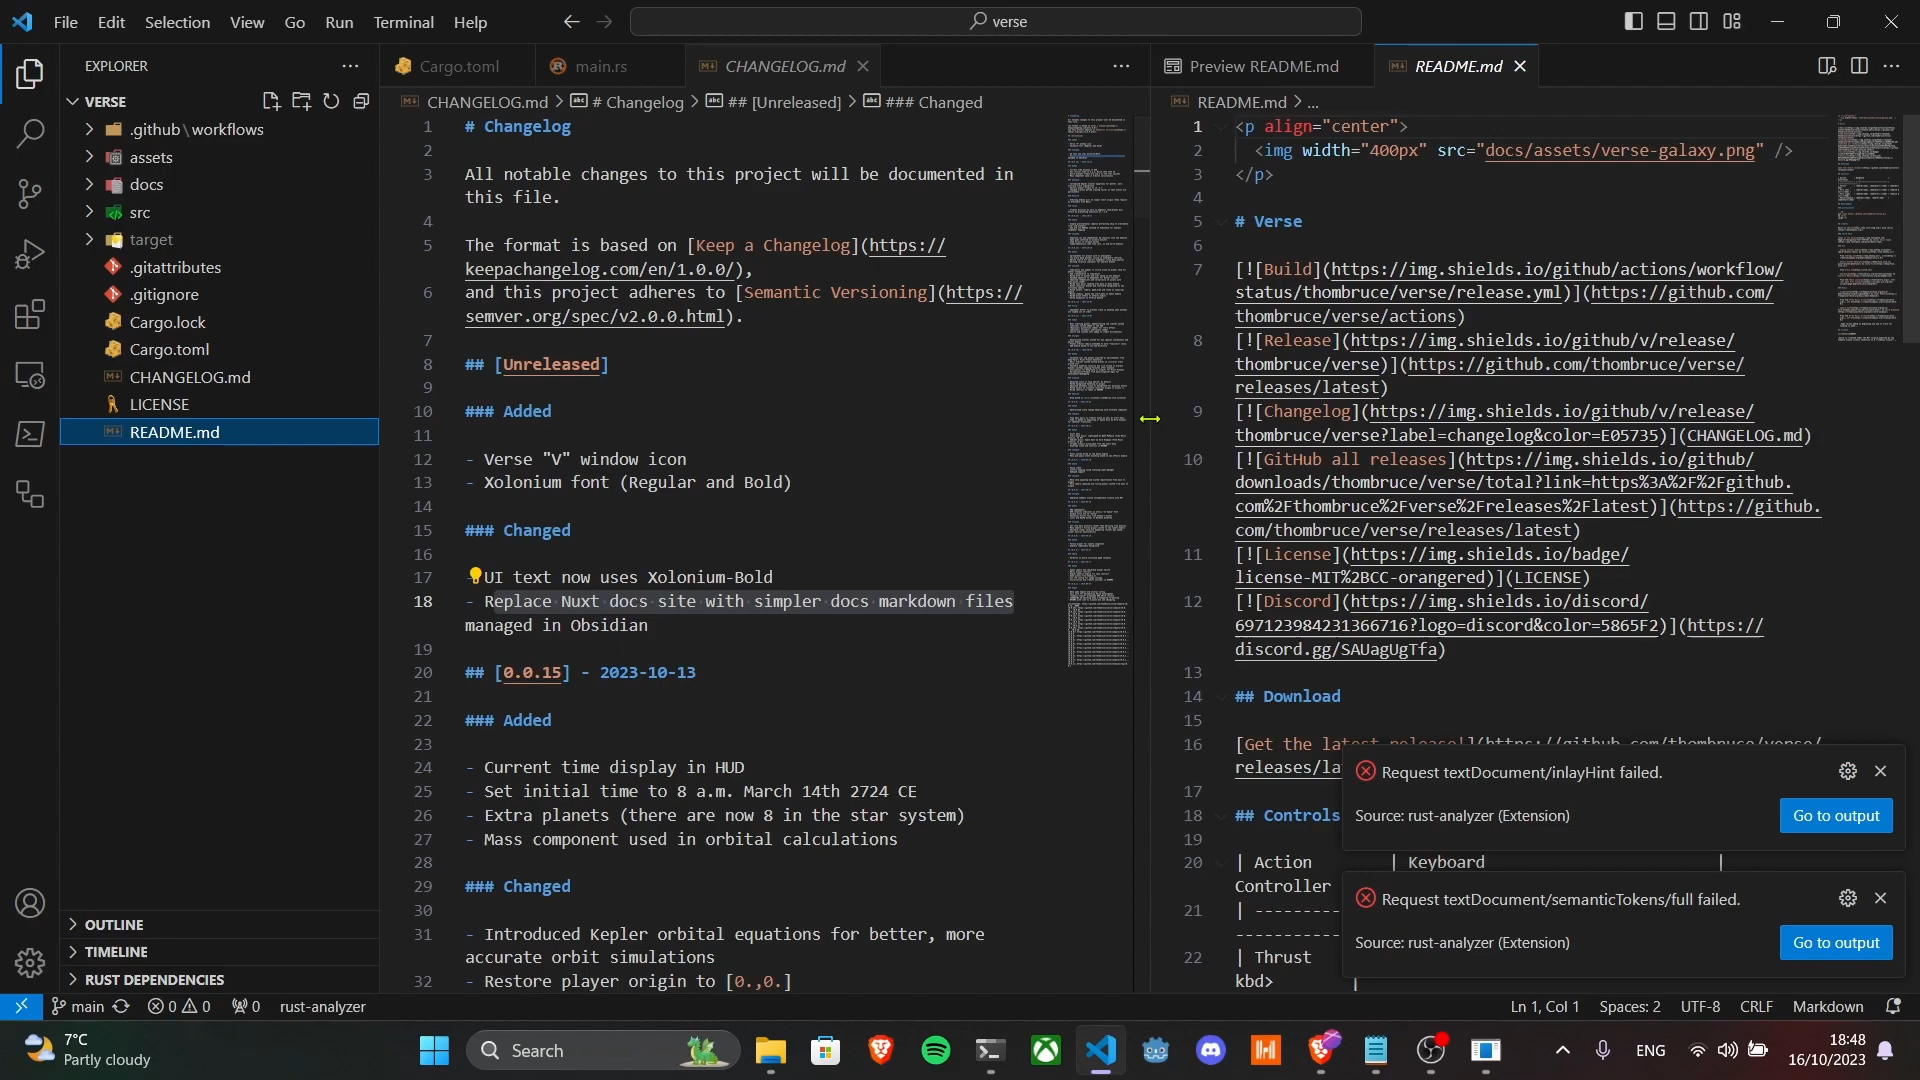 File Edit Selection View Go Run Terminal Help
verse
EXPLORER
VERSE
.github\workflows
assets
docs
src
target
.gitattributes
.gitignore
Cargo.lock
Cargo.toml
CHANGELOG.md
LICENSE
README.md
OUTLINE
TIMELINE
RUST DEPENDENCIES
Cargo.toml main.rs CHANGELOG.md
CHANGELOG.md > # Changelog > ## [Unreleased] > ### Changed
1 # Changelog
2
3 All notable changes to this project will be documented in
this file.
4
5 The format is based on [Keep a Changelog](https://
keepachangelog.com/en/1.0.0/),
6 and this project adheres to [Semantic Versioning](https://
semver.org/spec/v2.0.0.html).
7
8 ## [Unreleased]
9
10 ### Added
11
12 - Verse "V" window icon
13 - Xolonium font (Regular and Bold)
14
15 ### Changed
16
17 - UI text now uses Xolonium-Bold
18 - Replace Nuxt docs site with simpler docs markdown files
managed in Obsidian
19
20 ## [0.0.15] - 2023-10-13
21
22 ### Added
23
24 - Current time display in HUD
25 - Set initial time to 8 a.m. March 14th 2724 CE
26 - Extra planets (there are now 8 in the star system)
27 - Mass component used in orbital calculations
28
29 ### Changed
30
31 - Introduced Kepler orbital equations for better, more
accurate orbit simulations
32 - Restore player origin to [0.,0.]
Preview README.md README.md
README.md > ...
1 <p align="center">
2 <img width="400px" src="docs/assets/verse-galaxy.png" />
3 </p>
4
5 # Verse
6
7 [![Build](https://img.shields.io/github/actions/workflow/
status/thombruce/verse/release.yml)](https://github.com/
thombruce/verse/actions)
8 [![Release](https://img.shields.io/github/v/release/
thombruce/verse)](https://github.com/thombruce/verse/
releases/latest)
9 [![Changelog](https://img.shields.io/github/v/release/
thombruce/verse?label=changelog&color=E05735)](CHANGELOG.md)
10 [![GitHub all releases](https://img.shields.io/github/
downloads/thombruce/verse/total?link=https%3A%2F%2Fgithub.
com%2Fthombruce%2Fverse%2Freleases%2Flatest)](https://github.
com/thombruce/verse/releases/latest)
11 [![License](https://img.shields.io/badge/
license-MIT%2BCC-orangered)](LICENSE)
12 [![Discord](https://img.shields.io/discord/
697123984231366716?logo=discord&color=5865F2)](https://
discord.gg/SAUagUgTfa)
13
14 ## Download
15
16 [Get the latest release!](https://github.com/thombruce/verse/
releases/la
17
18 ## Controls
19
20 | Action | Keyboard |
Controller
21 | ---------
----------
22 | Thrust
kbd> |
Request textDocument/inlayHint failed.
Source: rust-analyzer (Extension)
Go to output
Request textDocument/semanticTokens/full failed.
Source: rust-analyzer (Extension)
Go to output
main 0 0 0 rust-analyzer
Ln 1, Col 1 Spaces: 2 UTF-8 CRLF Markdown
7°C
Partly cloudy
Search
ENG
18:48
16/10/2023